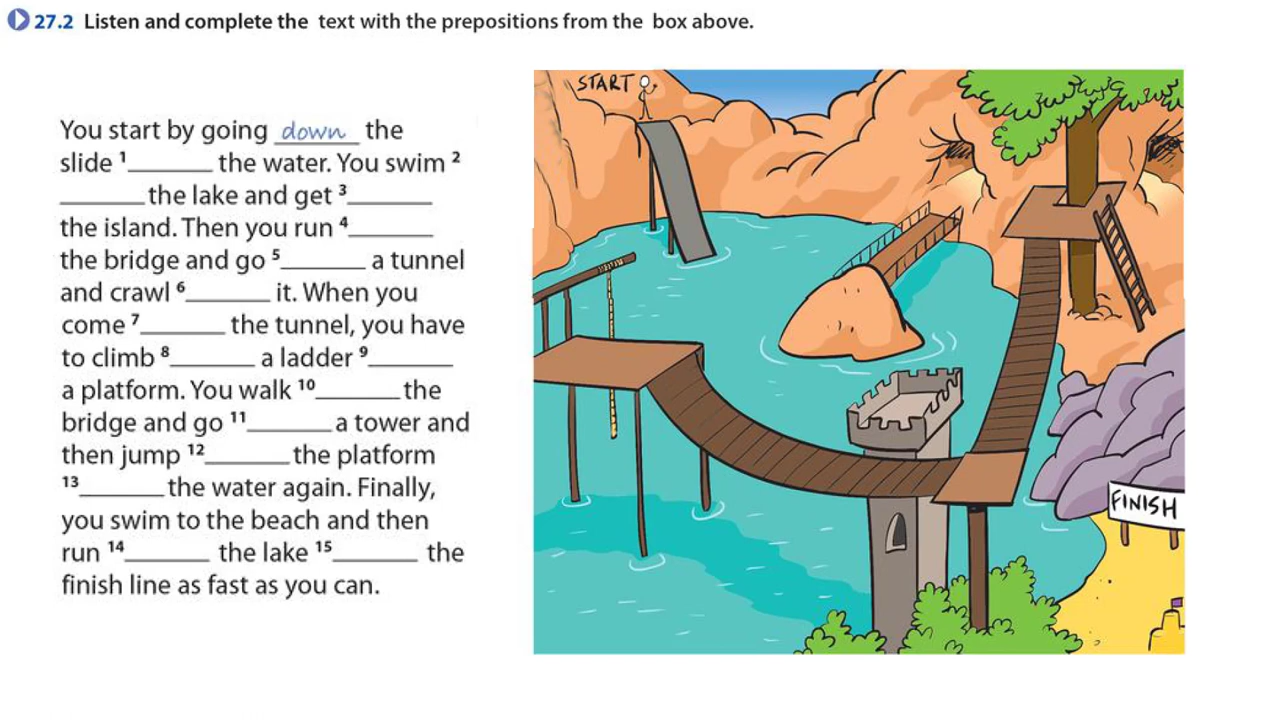 27.2 Listen and complete the text with the prepositions from the box above.
You start by going down the
slide ¹_______ the water. You swim ²
_______ the lake and get ³_______
the island. Then you run ⁴_______
the bridge and go ⁵_______ a tunnel
and crawl ⁶_______ it. When you
come ⁷_______ the tunnel, you have
to climb ⁸_______ a ladder ⁹_______
a platform. You walk ¹⁰_______ the
bridge and go ¹¹_______ a tower and
then jump ¹²_______ the platform
¹³_______ the water again. Finally,
you swim to the beach and then
run ¹⁴_______ the lake ¹⁵_______ the
finish line as fast as you can.
START
FINISH